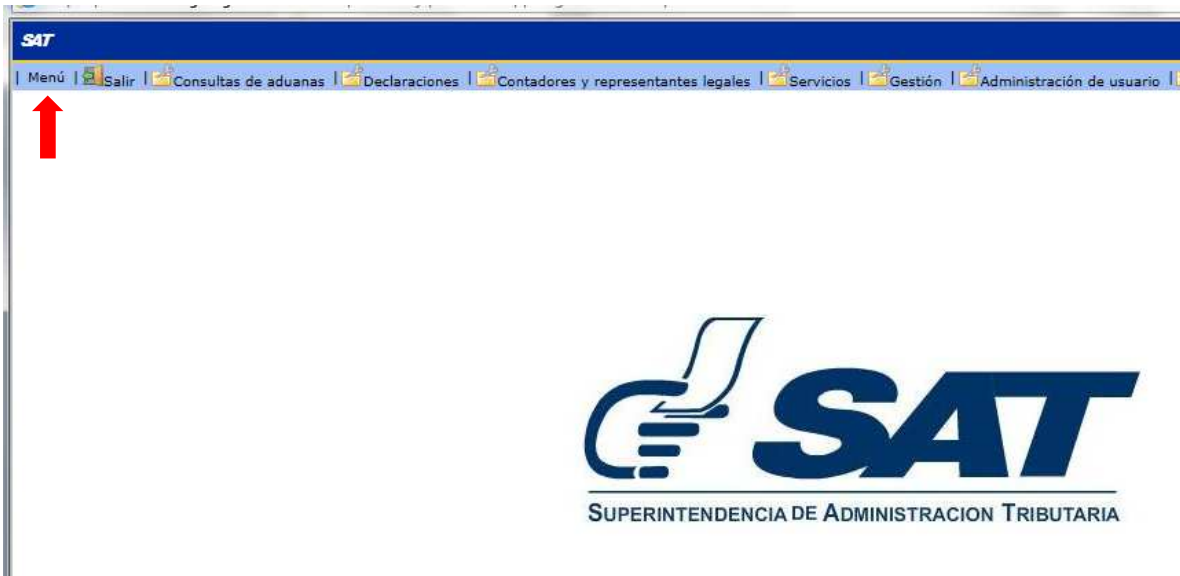 SAT
| Menú | Salir | Consultas de aduanas | Declaraciones | Contadores y representantes legales | Servicios | Gestión | Administración de usuario |
SAT
SUPERINTENDENCIA DE ADMINISTRACION TRIBUTARIA